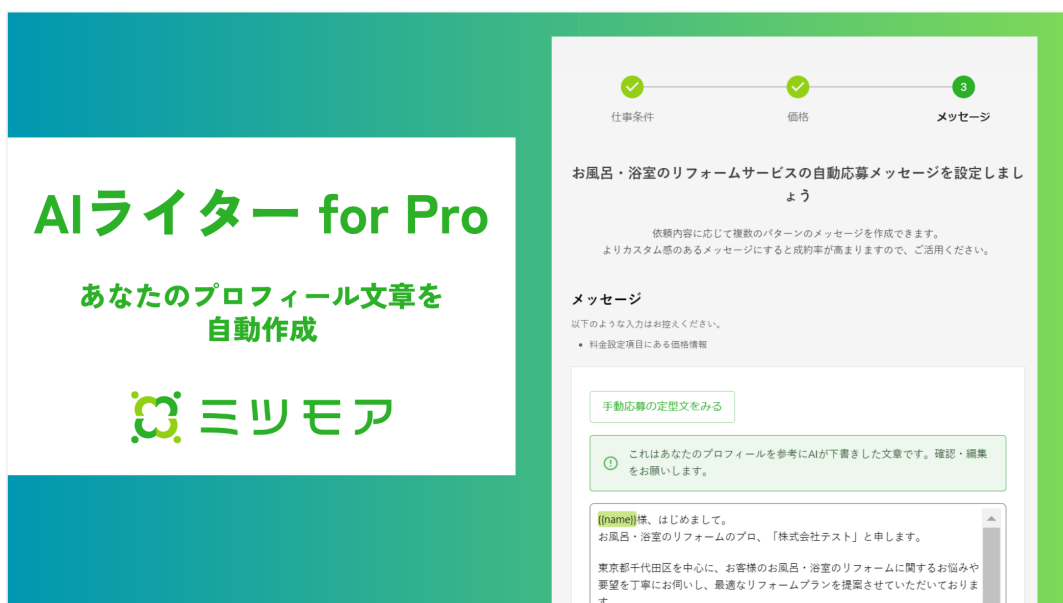 AIライター for Pro
あなたのプロフィール文章を
自動作成
ミツモア
3
仕事条件
価格
メッセージ
お風呂・浴室のリフォームサービスの自動応募メッセージを設定しまし
ょう
依頼内容に応じて複数のパターンのメッセージを作成できます。
よりカスタム感のあるメッセージにすると成約率が高まりますので、ご活用ください。
メッセージ
以下のような入力はお控えください。
• 料金設定項目にある価格情報
手動応募の定型文をみる
これはあなたのプロフィールを参考にAIが下書きした文章です。確認・編集
をお願いします。
{{name}}様、はじめまして。
お風呂・浴室のリフォームのプロ、「株式会社テスト」と申します。
東京都千代田区を中心に、お客様のお風呂・浴室のリフォームに関するお悩みや
要望を丁寧にお伺いし、最適なリフォームプランを提案させていただいておりま
す